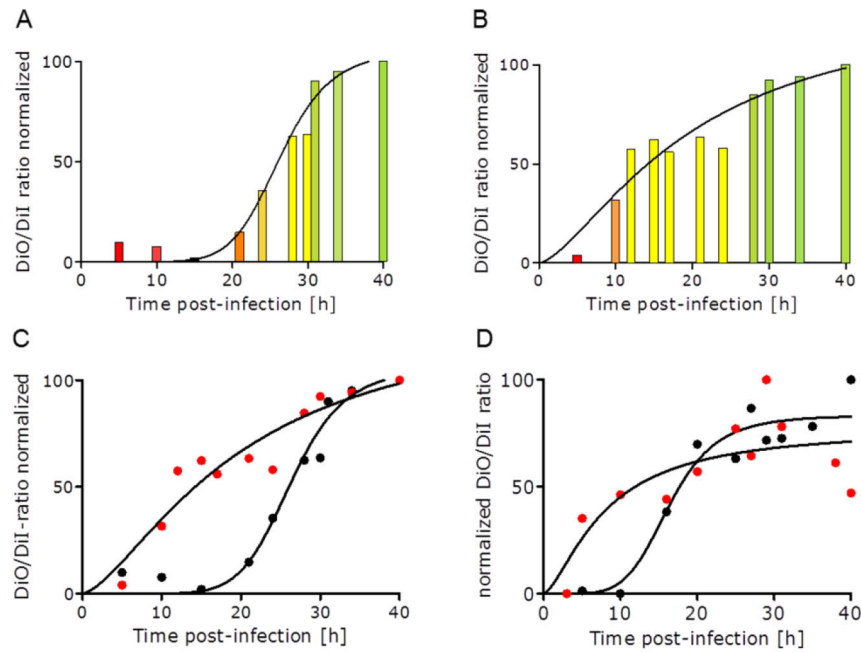 A
DiO/DiI ratio normalized
100
50
0
0 10 20 30 40
Time post-infection [h]
B
DiO/DiI ratio normalized
100
50
0
0 10 20 30 40
Time post-infection [h]
C
DiO/DiI-ratio normalized
100
50
0
0 10 20 30 40
Time post-infection [h]
D
normalized DiO/DiI ratio
100
50
0
0 10 20 30 40
Time post-infection [h]